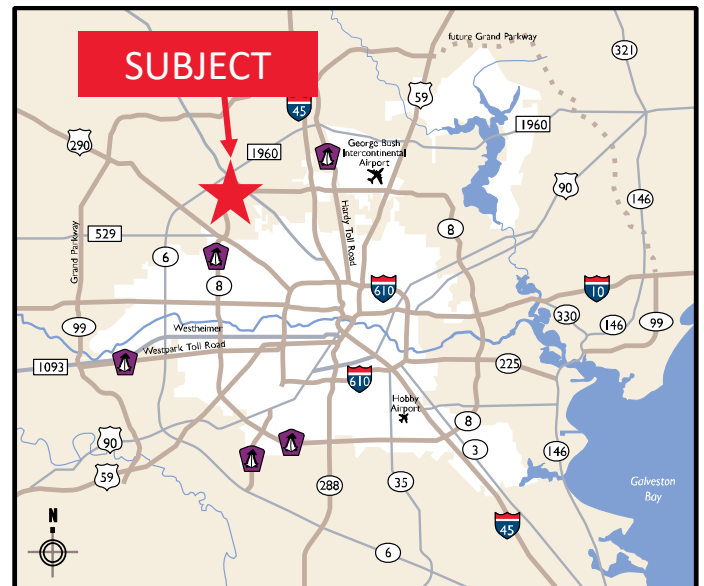 future Grand Parkway
321
SUBJECT
59
45
1960
290
1960
George Bush
Intercontinental
Airport
90
146
Hardy Toll Road
529
8
Grand Parkway
6
8
610
10
330
99
Westheimer
146
99
Westpark Toll Road
1093
225
610
Hobby
Airport
8
90
3
146
59
288
35
Galveston
Bay
N
45
6